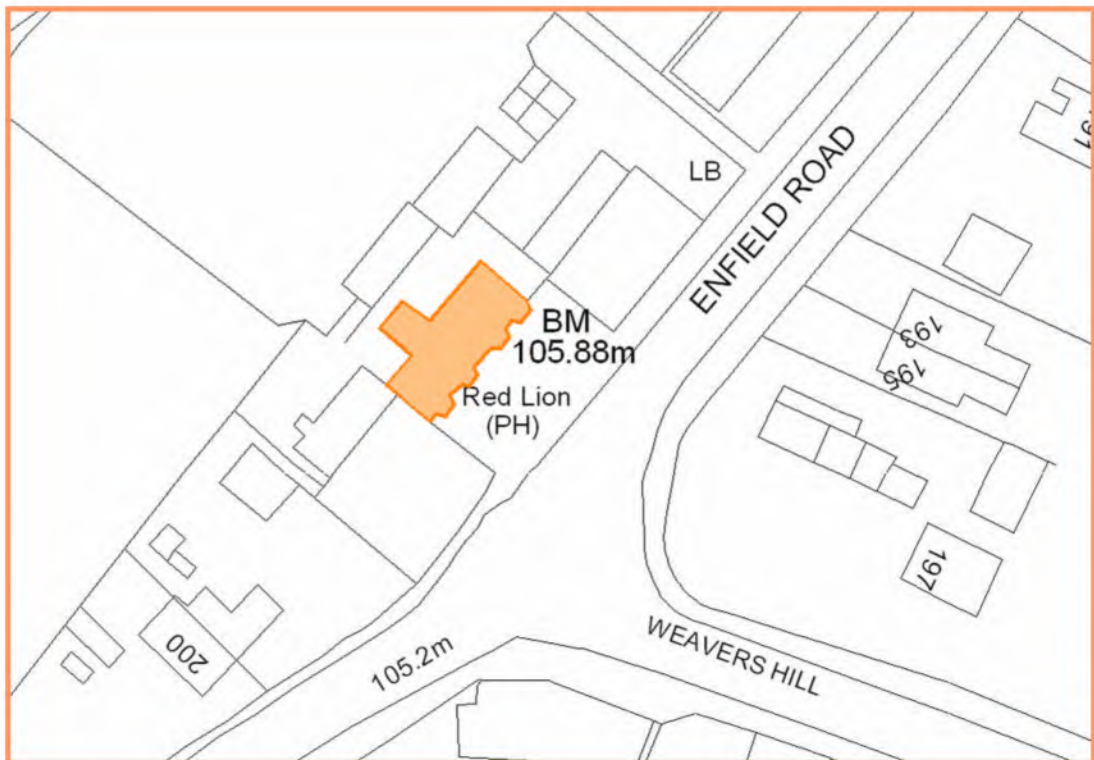 LB
ENFIELD ROAD
BM
105.88m
Red Lion
(PH)
193
195
197
WEAVERS HILL
105.2m
200